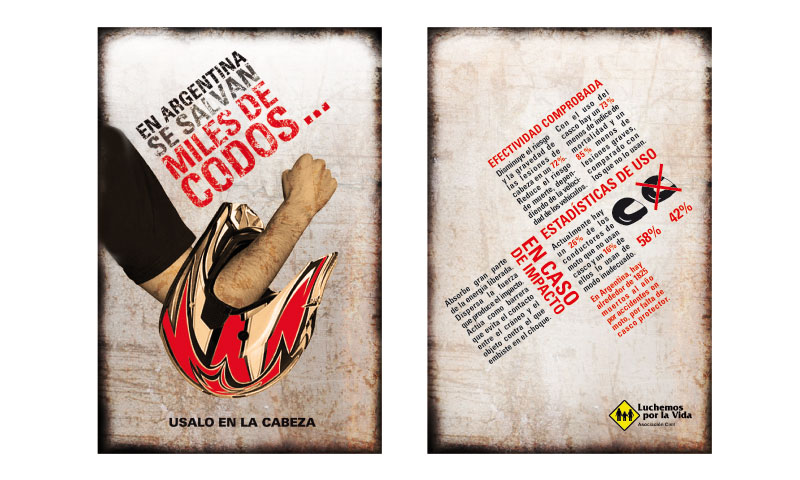 EN ARGENTINA
SE SALVAN
MILES DE
CODOS...
USALO EN LA CABEZA
EFECTIVIDAD COMPROBADA
Disminuye el riesgo
y la gravedad de
las lesiones de
cabeza en un 72%.
Reduce el riesgo
de muerte, depen-
diendo de la veloci-
dad de los vehículos.
Con el uso del
casco hay un 73%
menos de índice de
mortalidad y un
85% menos de
lesiones graves,
comparado con
los que no lo usan.
ESTADÍSTICAS DE USO
Actualmente hay
un 26% de los
conductores de
moto que no usan
casco y un 16% de
ellos lo usan de
modo inadecuado.
58%
42%
En Argentina, hay
alrededor de 1825
muertos al año
por accidentes en
moto, por falta de
casco protector.
EN CASO
DE IMPACTO
Absorbe gran parte
de la energía liberada.
Dispersa la fuerza
que produce el impacto.
Actúa como barrera
que evita el contacto
entre el cráneo y el
objeto contra el que
embiste en el choque.
Luchemos
por la Vida
Asociación Civil